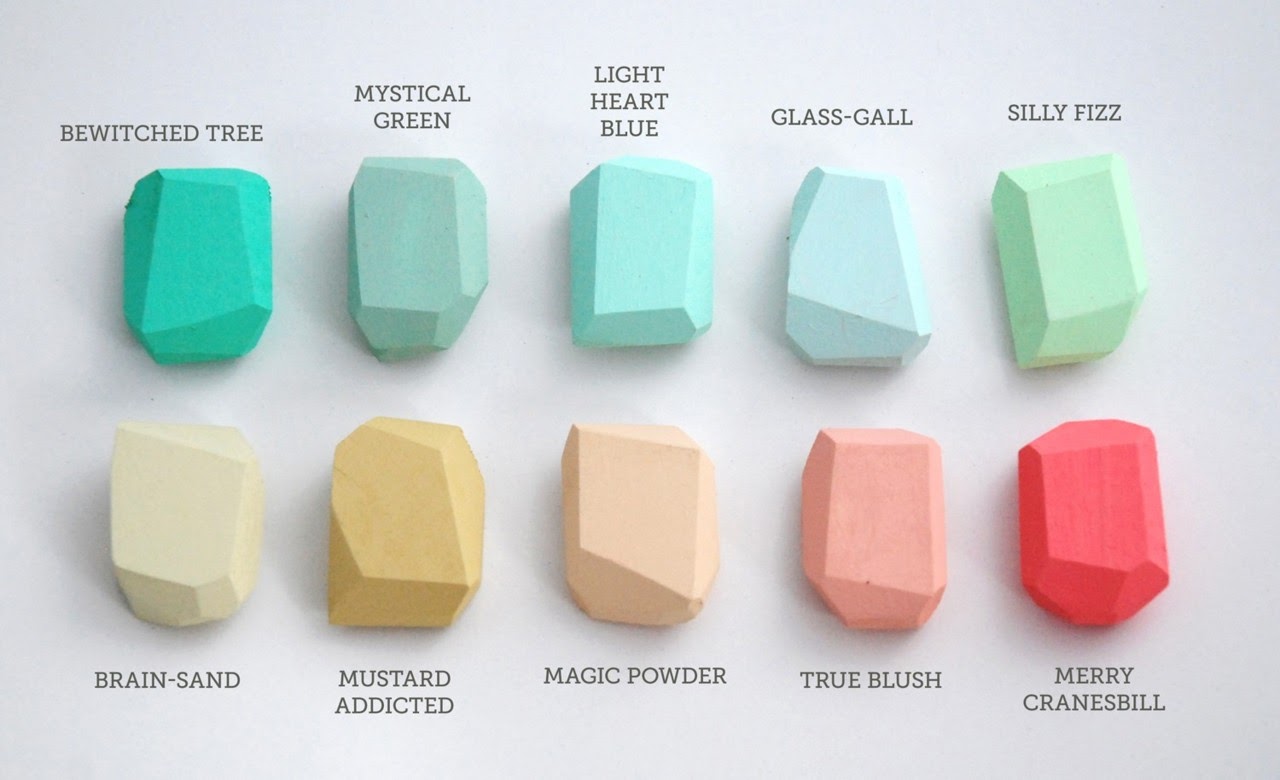 BEWITCHED TREE
MYSTICAL
GREEN
LIGHT
HEART
BLUE
GLASS-GALL
SILLY FIZZ
BRAIN-SAND
MUSTARD
ADDICTED
MAGIC POWDER
TRUE BLUSH
MERRY
CRANESBILL